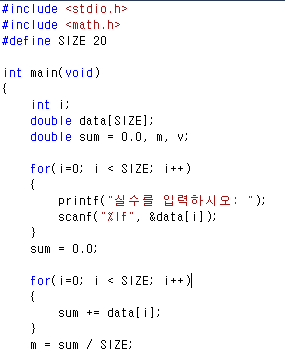 #include <stdio.h>
#include <math.h>
#define SIZE 20
int main(void)
{
int i;
double data[SIZE];
double sum = 0.0, m, v;
for(i=0; i < SIZE; i++)
{
printf("실수를 입력하시오: ");
scanf("%lf", &data[i]);
}
sum = 0.0;
for(i=0; i < SIZE; i++)
{
sum += data[i];
}
m = sum / SIZE;